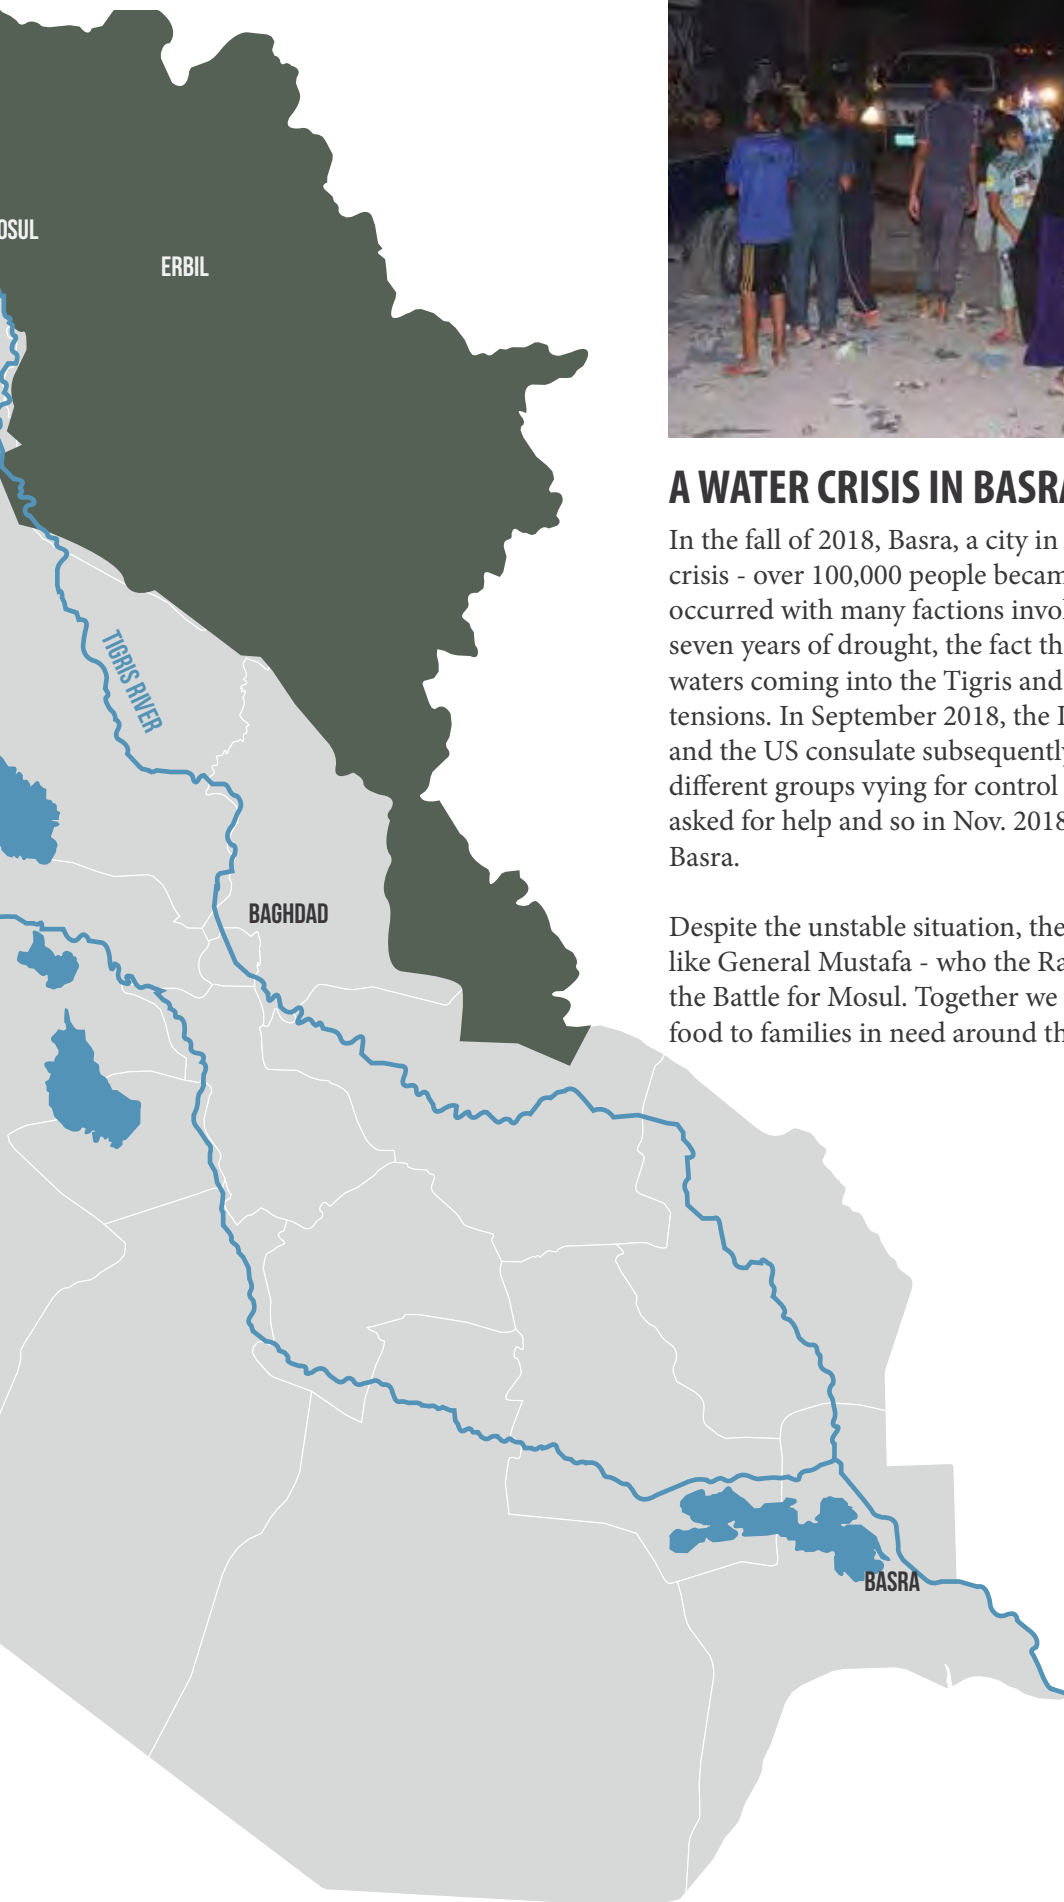 OSUL
ERBIL
TIGRIS RIVER
BAGHDAD
BASRA
A WATER CRISIS IN BASRA
In the fall of 2018, Basra, a city in
crisis - over 100,000 people becam
occurred with many factions invol
seven years of drought, the fact th
waters coming into the Tigris and
tensions. In September 2018, the I
and the US consulate subsequently
different groups vying for control
asked for help and so in Nov. 2018
Basra.
Despite the unstable situation, the
like General Mustafa - who the Ra
the Battle for Mosul. Together we
food to families in need around th